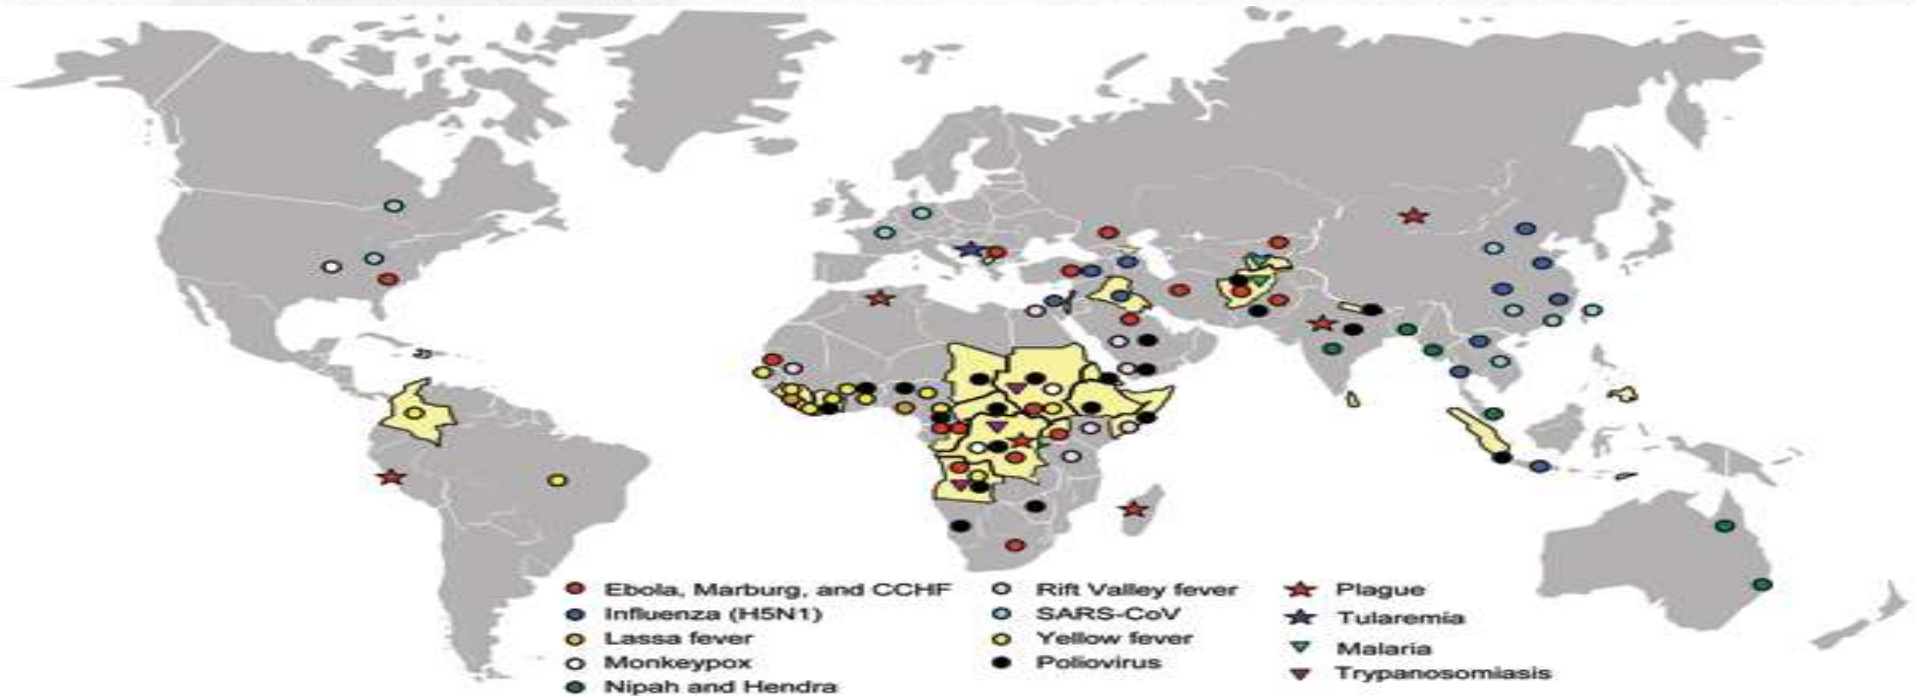 Ebola, Marburg, and CCHF
Influenza (H5N1)
Lassa fever
Monkeypox
Nipah and Hendra
Rift Valley fever
SARS-CoV
Yellow fever
Poliovirus
Plague
Tularemia
Malaria
Trypanosomiasis